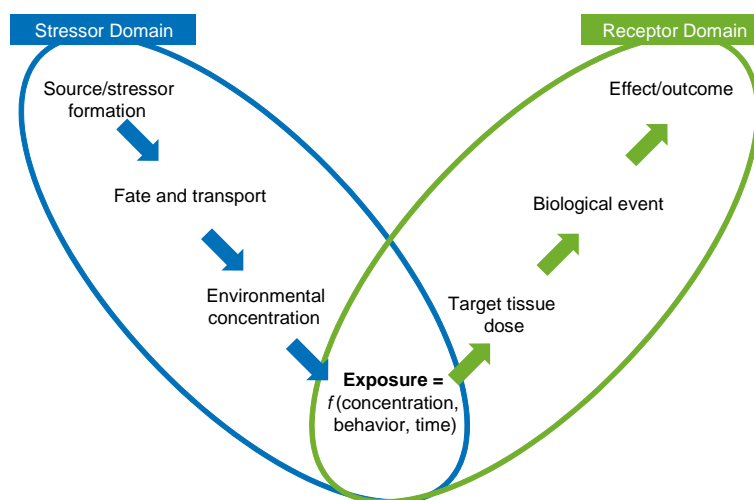 Stressor Domain
Receptor Domain
Source/stressor
formation
Fate and transport
Environmental
concentration
Exposure =
f (concentration,
behavior, time)
Target tissue
dose
Biological event
Effect/outcome